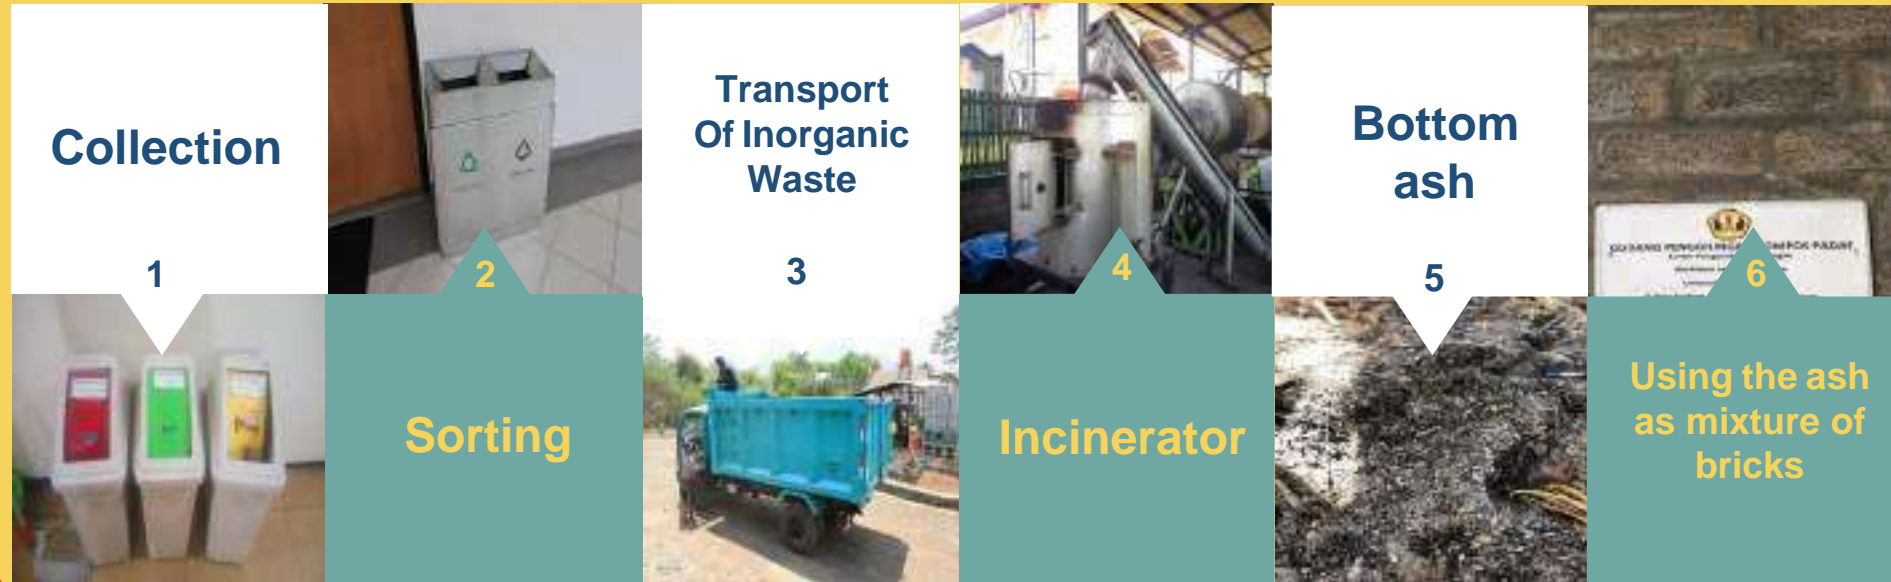 Collection
1
2
Sorting
Transport
Of Inorganic
Waste
3
4
Incinerator
Bottom
ash
5
6
Using the ash
as mixture of
bricks